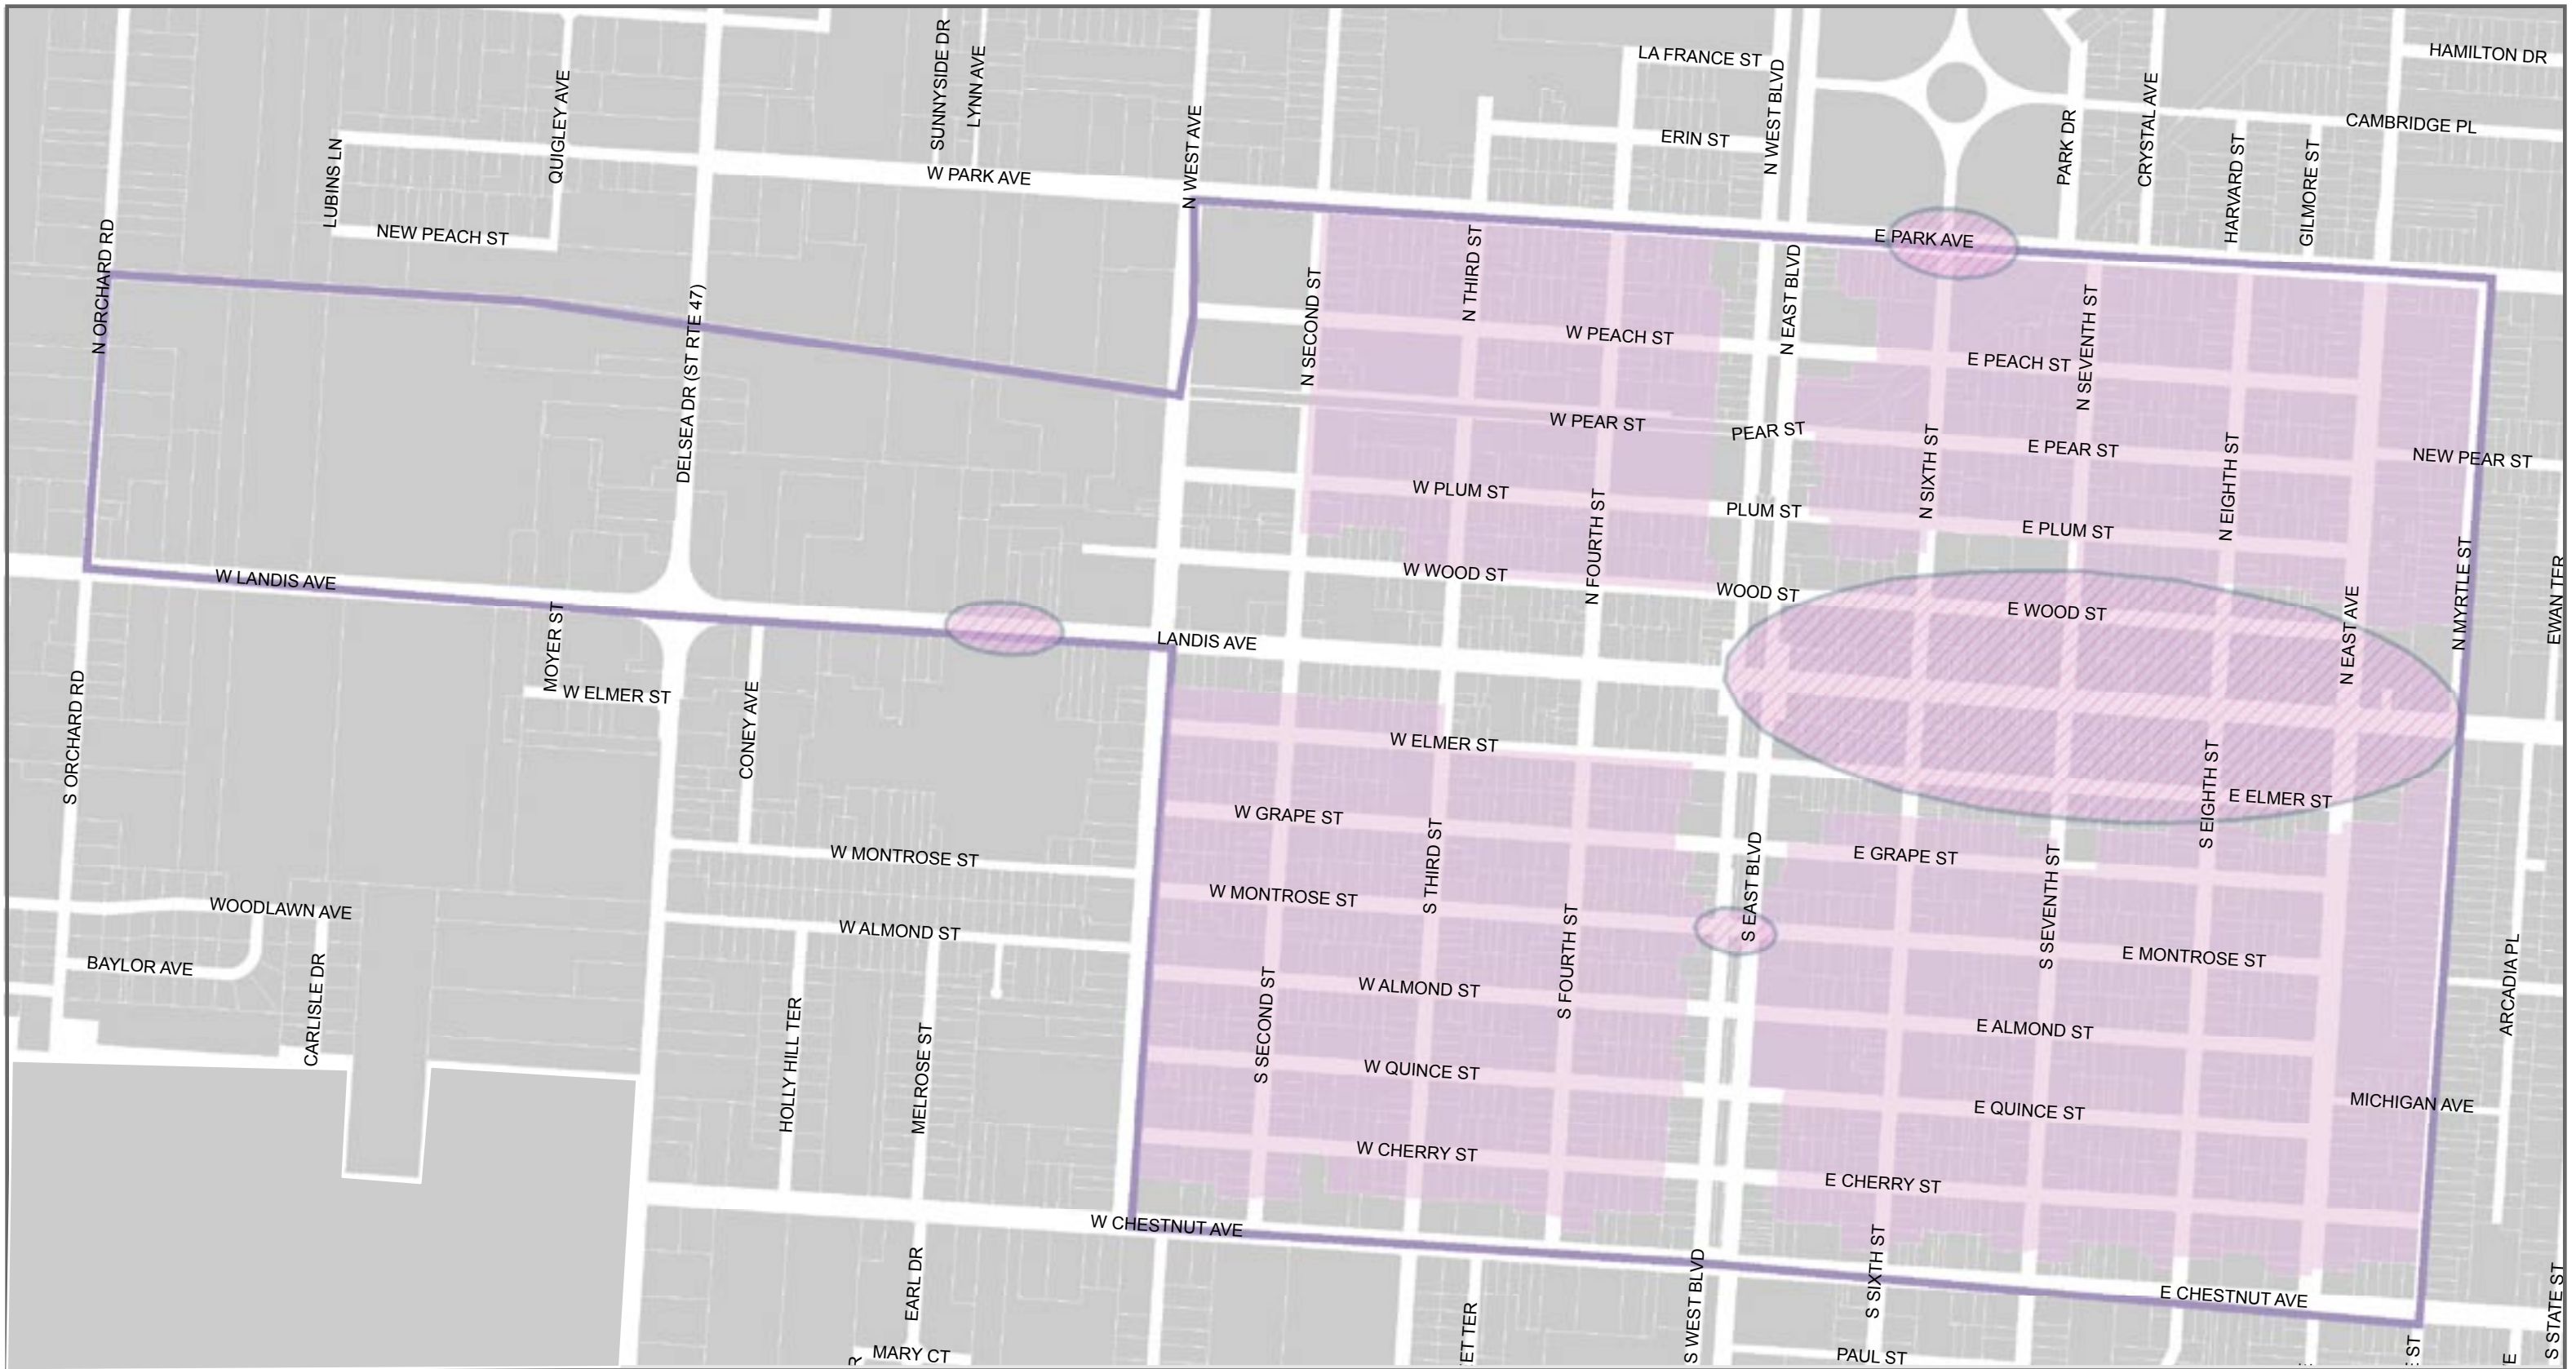 HAMILTON DR
LA FRANCE ST
SUNNYSIDE DR
LYNN AVE
QUIGLEY AVE
N WEST BLVD
CRYSTAL AVE
PARK DR
CAMBRIDGE PL
ERIN ST
LUBINS LN
N WEST AVE
HARVARD ST
GILMORE ST
W PARK AVE
NEW PEACH ST
E PARK AVE
N ORCHARD RD
DELSEA DR (ST RTE 47)
N SECOND ST
N THIRD ST
N EAST BLVD
N SEVENTH ST
W PEACH ST
E PEACH ST
W PEAR ST
PEAR ST
E PEAR ST
NEW PEAR ST
N SIXTH ST
N EIGHTH ST
W PLUM ST
PLUM ST
E PLUM ST
N FOURTH ST
N MYRTLE ST
EWAN TER
W LANDIS AVE
W WOOD ST
WOOD ST
E WOOD ST
N EAST AVE
MOYER ST
LANDIS AVE
W ELMER ST
CONEY AVE
S ORCHARD RD
W ELMER ST
E ELMER ST
S EIGHTH ST
W GRAPE ST
S THIRD ST
S EAST BLVD
E GRAPE ST
S SEVENTH ST
W MONTROSE ST
W MONTROSE ST
WOODLAWN AVE
W ALMOND ST
E MONTROSE ST
S FOURTH ST
ARCADIA PL
BAYLOR AVE
CARLISLE DR
W ALMOND ST
S SECOND ST
E ALMOND ST
HOLLY HILL TER
MELROSE ST
W QUINCE ST
E QUINCE ST
MICHIGAN AVE
W CHERRY ST
E CHERRY ST
W CHESTNUT AVE
S SIXTH ST
EARL DR
S WEST BLVD
E CHESTNUT AVE
S STATE ST
ET TER
MARY CT
PAUL ST
ST
E
R